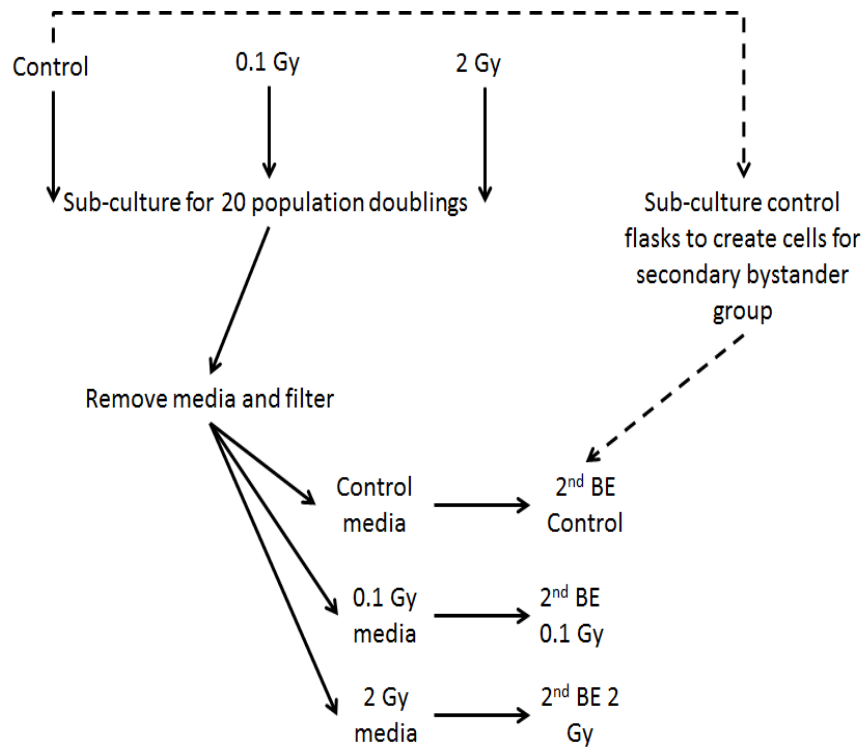 Control
0.1 Gy
2 Gy
Sub-culture for 20 population doublings
Sub-culture control
flasks to create cells for
secondary bystander
group
Remove media and filter
Control
media
2nd BE
Control
0.1 Gy
media
2nd BE
0.1 Gy
2 Gy
media
2nd BE 2
Gy